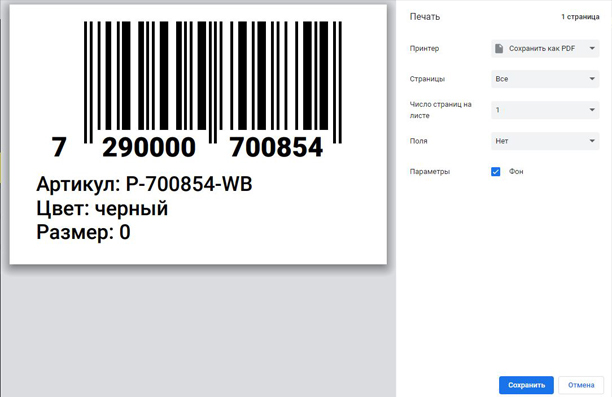 7 290000 700854
Артикул: P-700854-WB
Цвет: черный
Размер: 0
Печать 1 страница
Принтер Сохранить как PDF
Страницы Все
Число страниц на
листе 1
Поля Нет
Параметры Фон
Сохранить Отмена